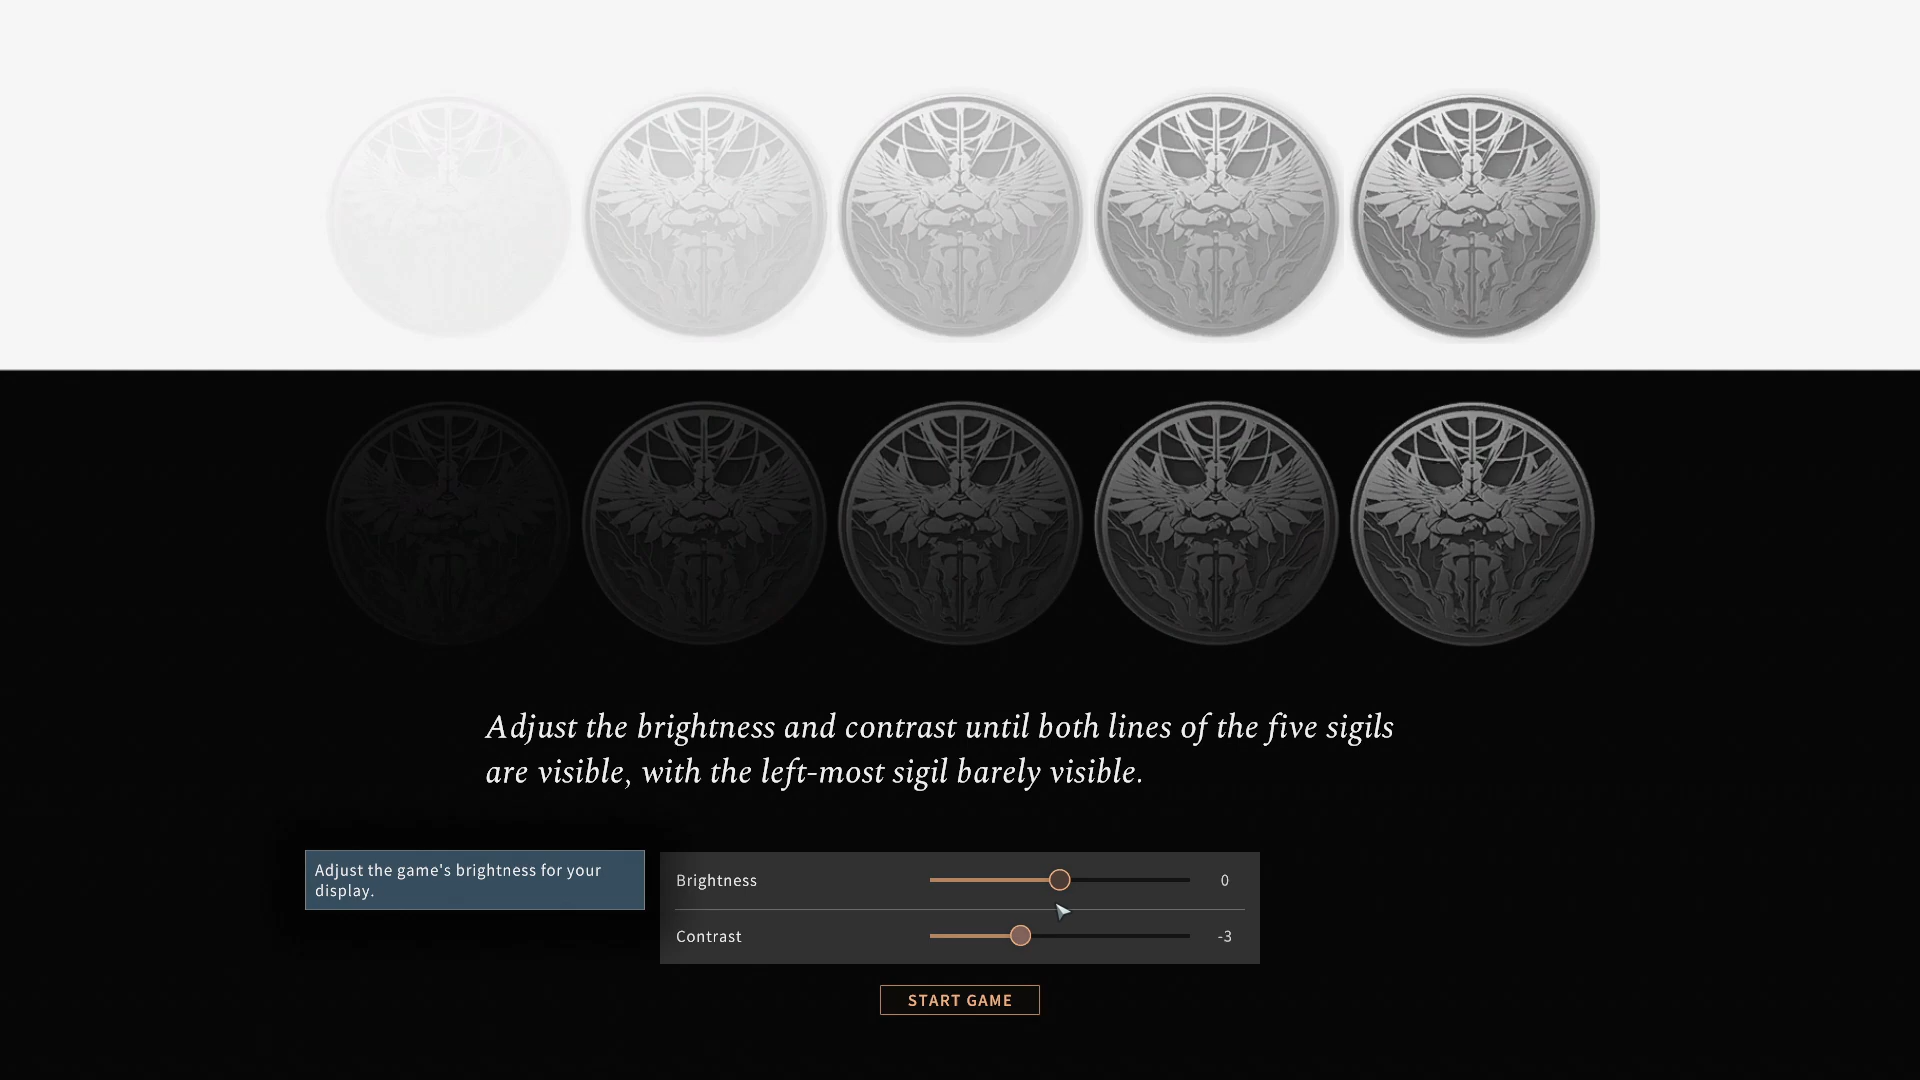 Adjust the brightness and contrast until both lines of the five sigils
are visible, with the left-most sigil barely visible.
Adjust the game's brightness for your
display.
Brightness 0
Contrast -3
START GAME